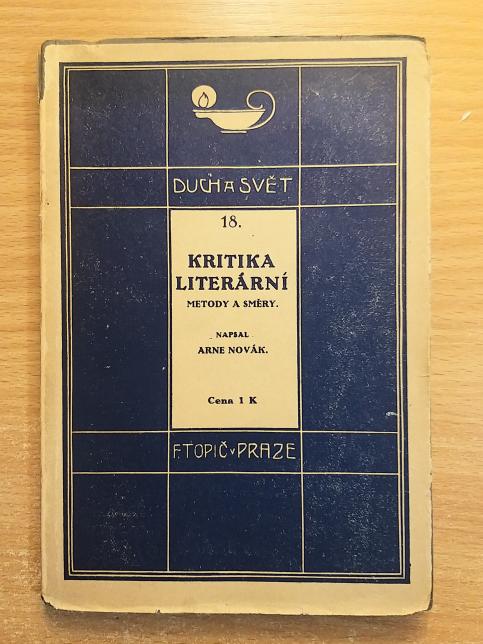 DUCH A SVĚT
18.
KRITIKA
LITERÁRNÍ
METODY A SMĚRY.
NAPSAL
ARNE NOVÁK.
Cena 1 K
F. TOPIČ V PRAZE